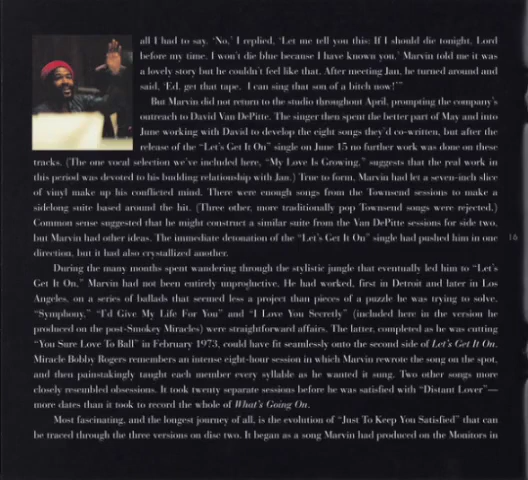 all I had to say. ‘No,’ I replied, ‘Let me tell you this: If I should die tonight, Lord
before my time, I won't die blue because I have known you.’ Marvin told me it was
a lovely story but he couldn't feel like that. After meeting Jan, he turned around and
said, ‘Ed, get that tape. I can sing that son of a bitch now!’”
But Marvin did not return to the studio throughout April, prompting the company's
outreach to David Van DePitte. The singer then spent the better part of May and into
June working with David to develop the eight songs they'd co-written, but after the
release of the “Let's Get It On” single on June 15 no further work was done on these
tracks. (The one vocal selection we've included here, “My Love Is Growing,” suggests that the real work in
this period was devoted to his budding relationship with Jan.) True to form, Marvin had let a seven-inch slice
of vinyl make up his conflicted mind. There were enough songs from the Townsend sessions to make a
sidelong suite based around the hit. (Three other, more traditionally pop Townsend songs were rejected.)
Common sense suggested that he might construct a similar suite from the Van DePitte sessions for side two,
but Marvin had other ideas. The immediate detonation of the “Let's Get It On” single had pushed him in one
16
direction, but it had also crystallized another.
During the many months spent wandering through the stylistic jungle that eventually led him to “Let's
Get It On,” Marvin had not been entirely unproductive. He had worked, first in Detroit and later in Los
Angeles, on a series of ballads that seemed less a project than pieces of a puzzle he was trying to solve.
“Symphony,” “I'd Give My Life For You” and “I Love You Secretly” (included here in the version he
produced on the post-Smokey Miracles) were straightforward affairs. The latter, completed as he was cutting
“You Sure Love To Ball” in February 1973, could have fit seamlessly onto the second side of Let's Get It On.
Miracle Bobby Rogers remembers an intense eight-hour session in which Marvin rewrote the song on the spot,
and then painstakingly taught each member every syllable as he wanted it sung. Two other songs more
closely resembled obsessions. It took twenty separate sessions before he was satisfied with “Distant Lover”—
more dates than it took to record the whole of What's Going On.
Most fascinating, and the longest journey of all, is the evolution of “Just To Keep You Satisfied” that can
be traced through the three versions on disc two. It began as a song Marvin had produced on the Monitors in